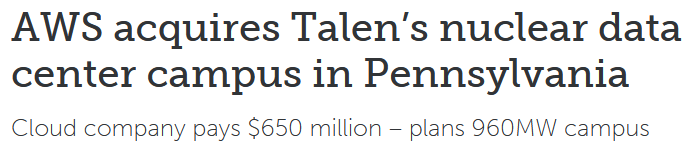 AWS acquires Talen’s nuclear data
center campus in Pennsylvania
Cloud company pays $650 million – plans 960MW campus